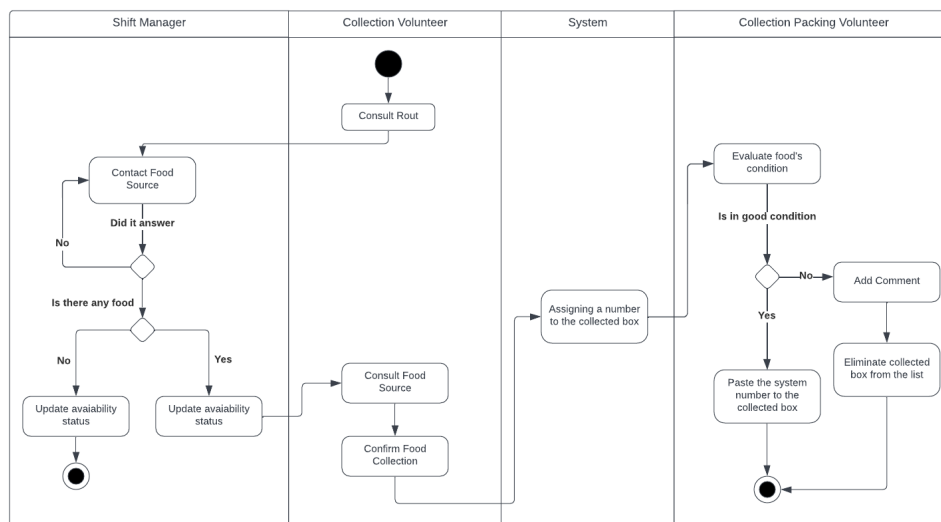 Shift Manager
Collection Volunteer
System
Collection Packing Volunteer
Consult Rout
Contact Food
Source
Did it answer
No
Is there any food
No
Yes
Update avaiability
status
Update avaiability
status
Consult Food
Source
Confirm Food
Collection
Assigning a number
to the collected box
Evaluate food's
condition
Is in good condition
No
Add Comment
Yes
Eliminate collected
box from the list
Paste the system
number to the
collected box